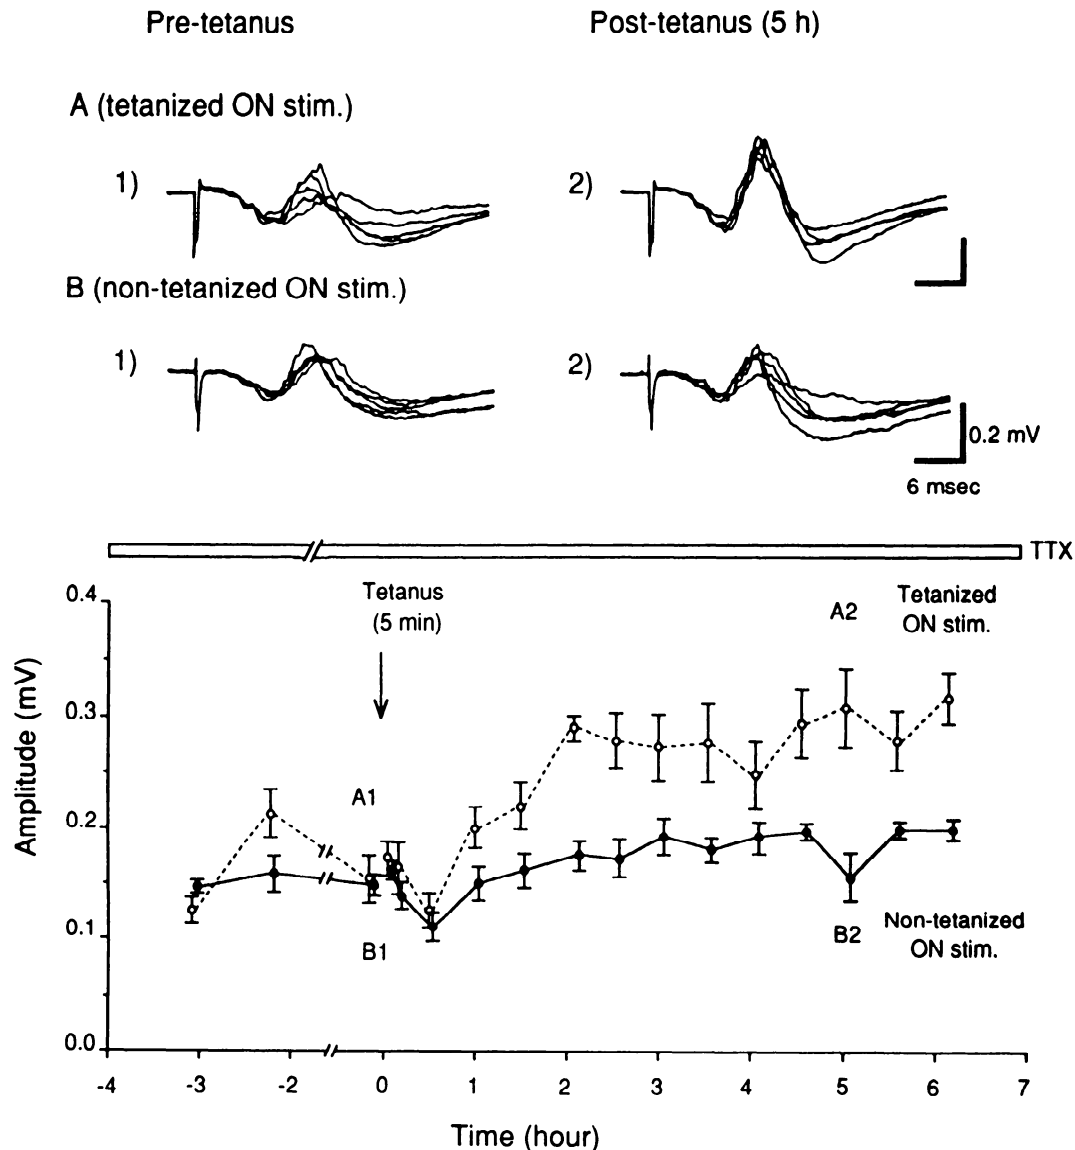 Pre-tetanus
Post-tetanus (5 h)
A (tetanized ON stim.)
1)
2)
B (non-tetanized ON stim.)
1)
2)
0.2 mV
6 msec
TTX
Tetanus
(5 min)
A2
Tetanized
ON stim.
A1
B1
B2
Non-tetanized
ON stim.
Amplitude (mV)
0.4
0.3
0.2
0.1
0.0
-4 -3 -2 0 1 2 3 4 5 6 7
Time (hour)